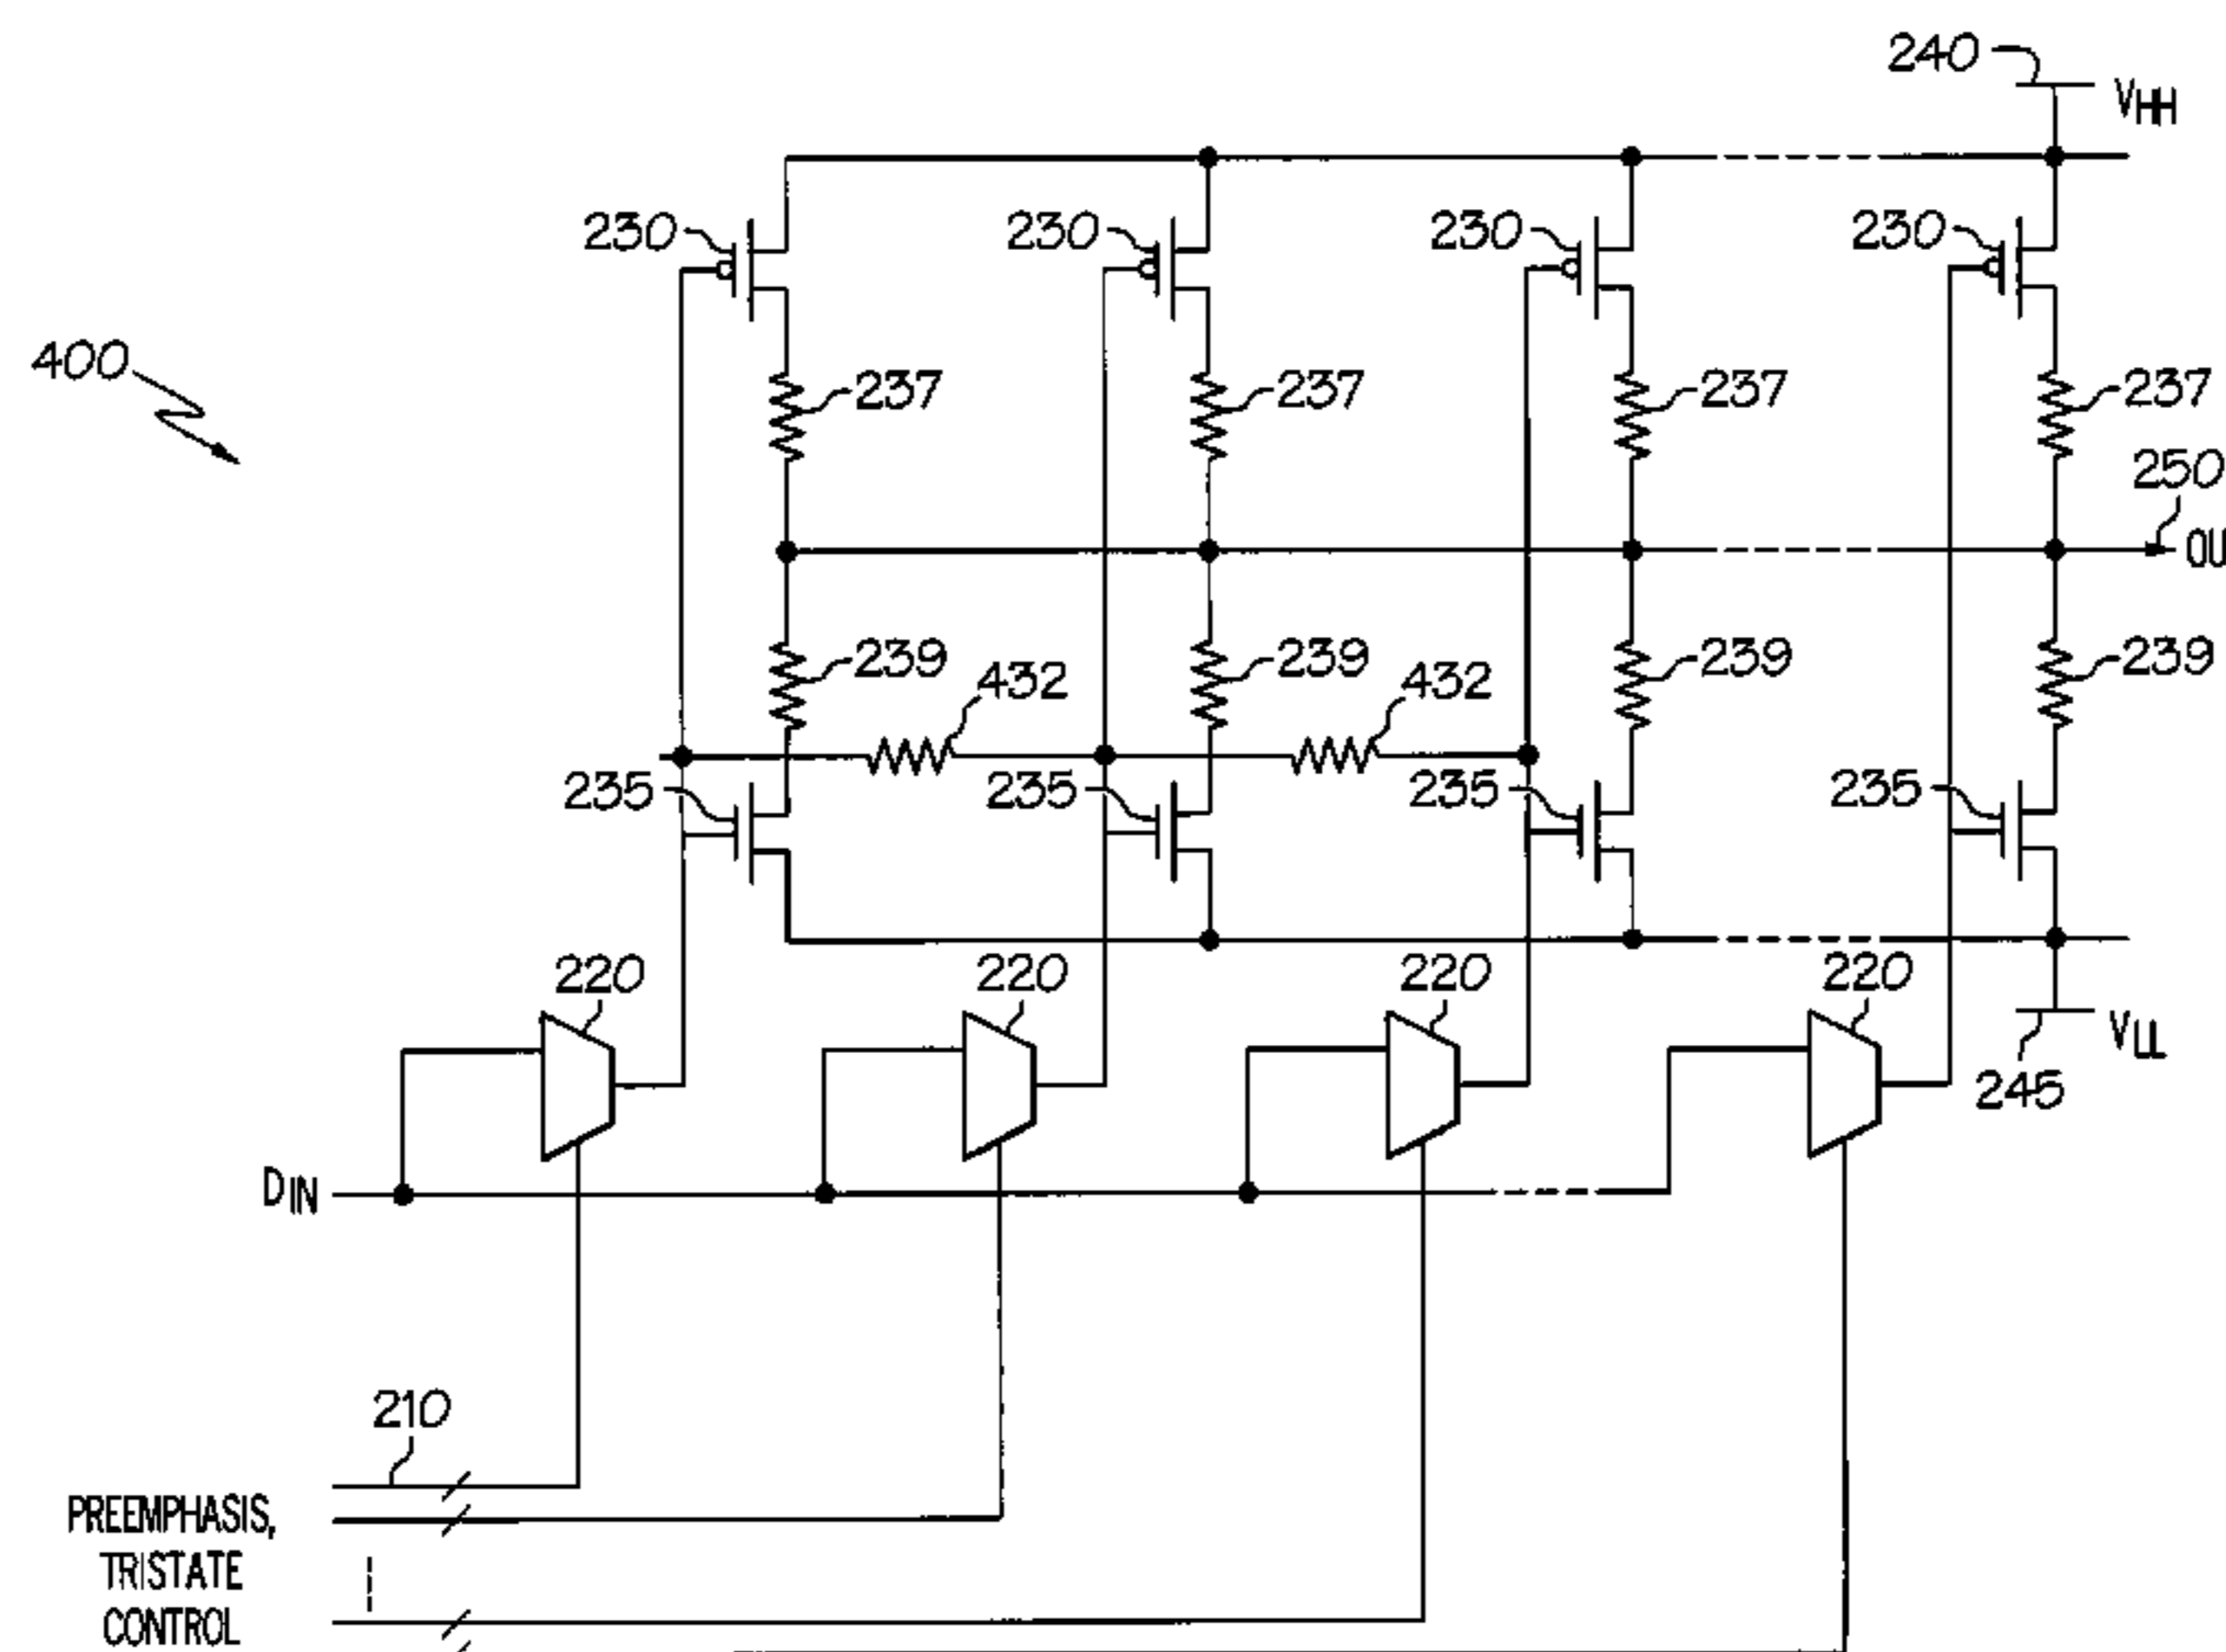 240
VHH
230 230 230 230
400
237 237 237 237
250
OU
239 239 239 239
432 432
235 235 235 235
220 220 220 220
VLL
245
DIN
210
PREEMPHASIS,
TRISTATE
CONTROL